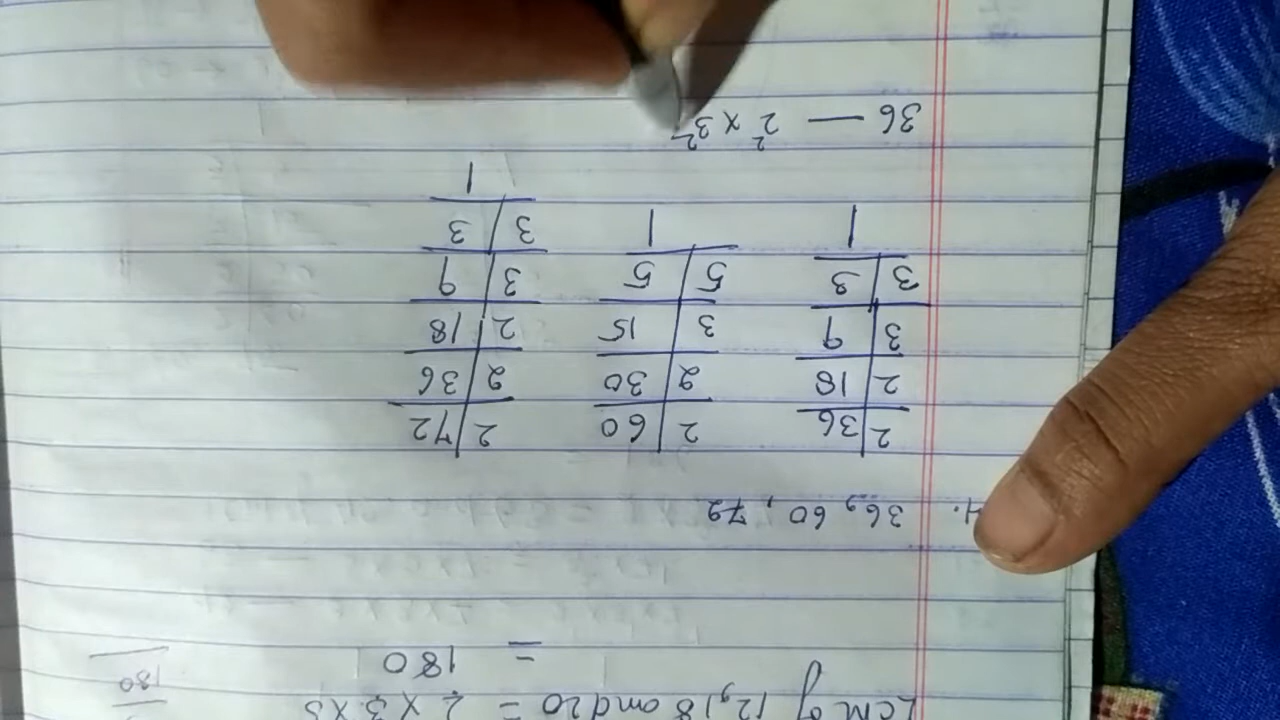 LCM of 12, 18 and 20 = 2² x 3² x 5
= 180
180
4. 36, 60, 72
2 36 2 60 2 72
2 18 2 30 2 36
3 9 3 15 2 18
3 3 5 5 3 9
1 1 3 3
1
36 — 2² x 3²